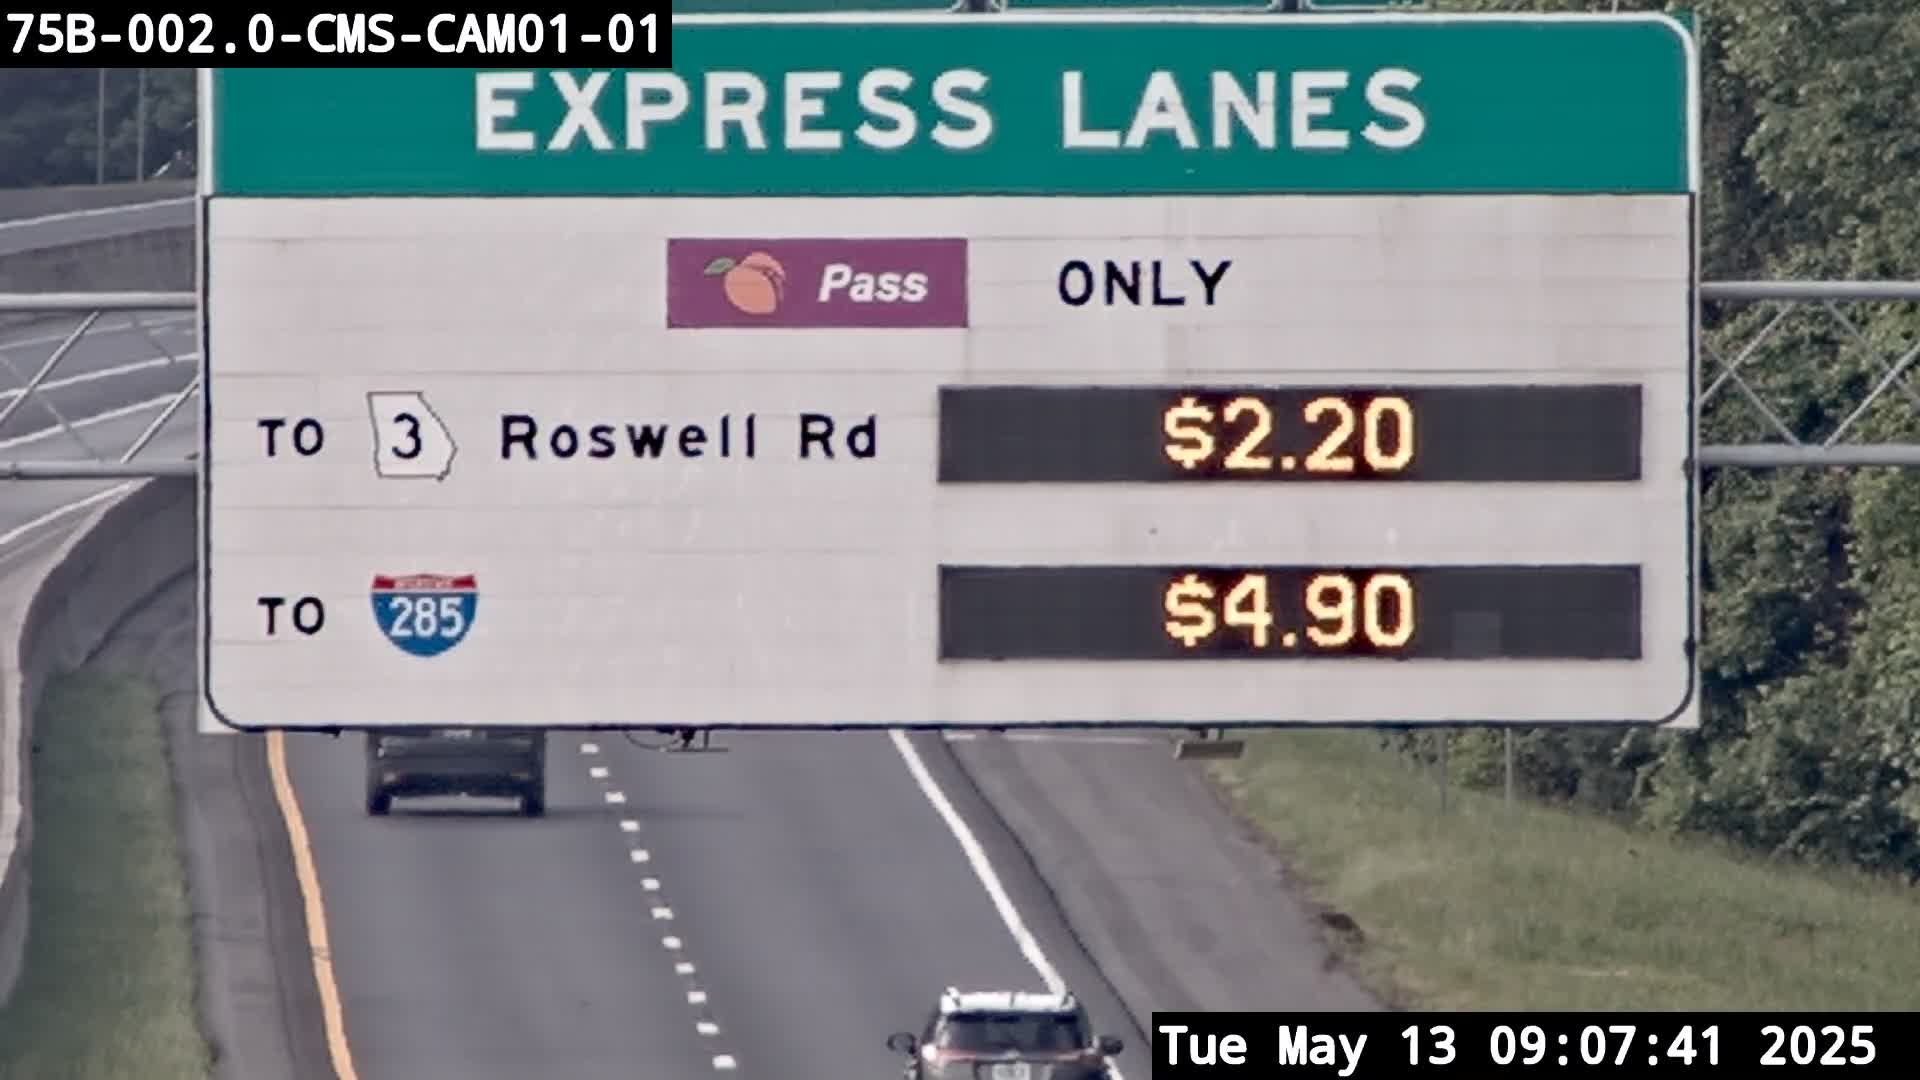 75B-002.0-CMS-CAM01-01
EXPRESS LANES
Pass ONLY
TO 3 Roswell Rd $2.20
TO 285 $4.90
Tue May 13 09:07:41 2025